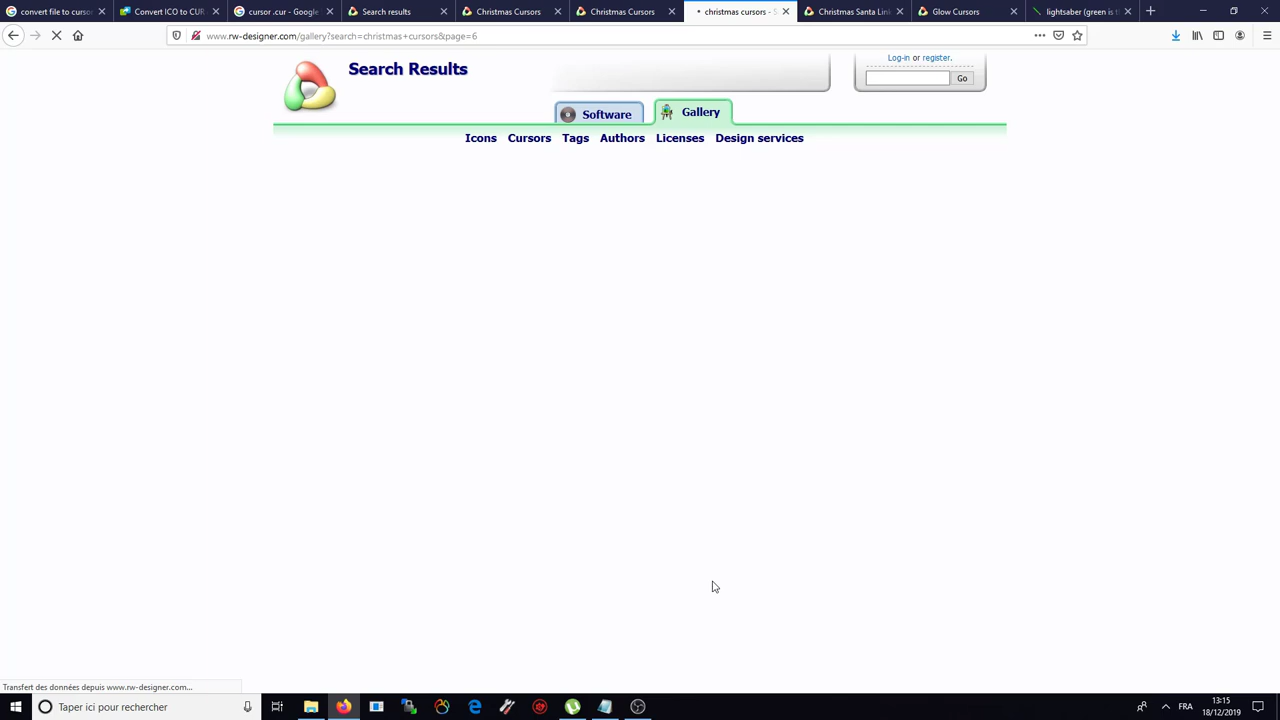 convert file to curso
Convert ICO to CUR
cursor .cur - Google
Search results
Christmas Cursors
Christmas Cursors
christmas cursors - S
Christmas Santa Link
Glow Cursors
lightsaber (green is th
www.rw-designer.com/gallery?search=christmas+cursors&page=6
Search Results
Log-in or register.
Go
Software
Gallery
Icons Cursors Tags Authors Licenses Design services
Transfert des données depuis www.rw-designer.com...
Taper ici pour rechercher
FRA
13:15
18/12/2019